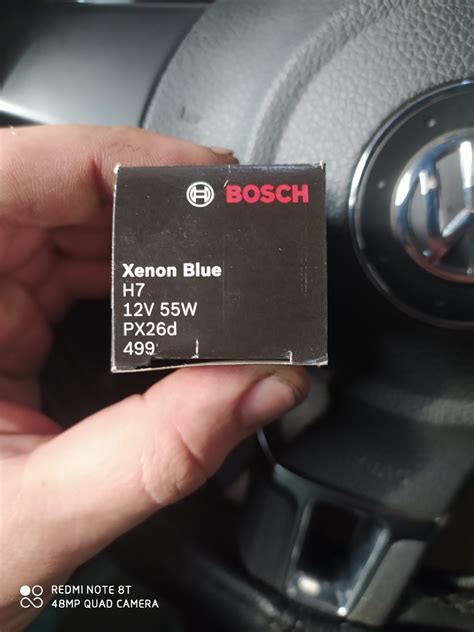 BOSCH
Xenon Blue
H7
12V 55W
PX26d
499
REDMI NOTE 8T
48MP QUAD CAMERA